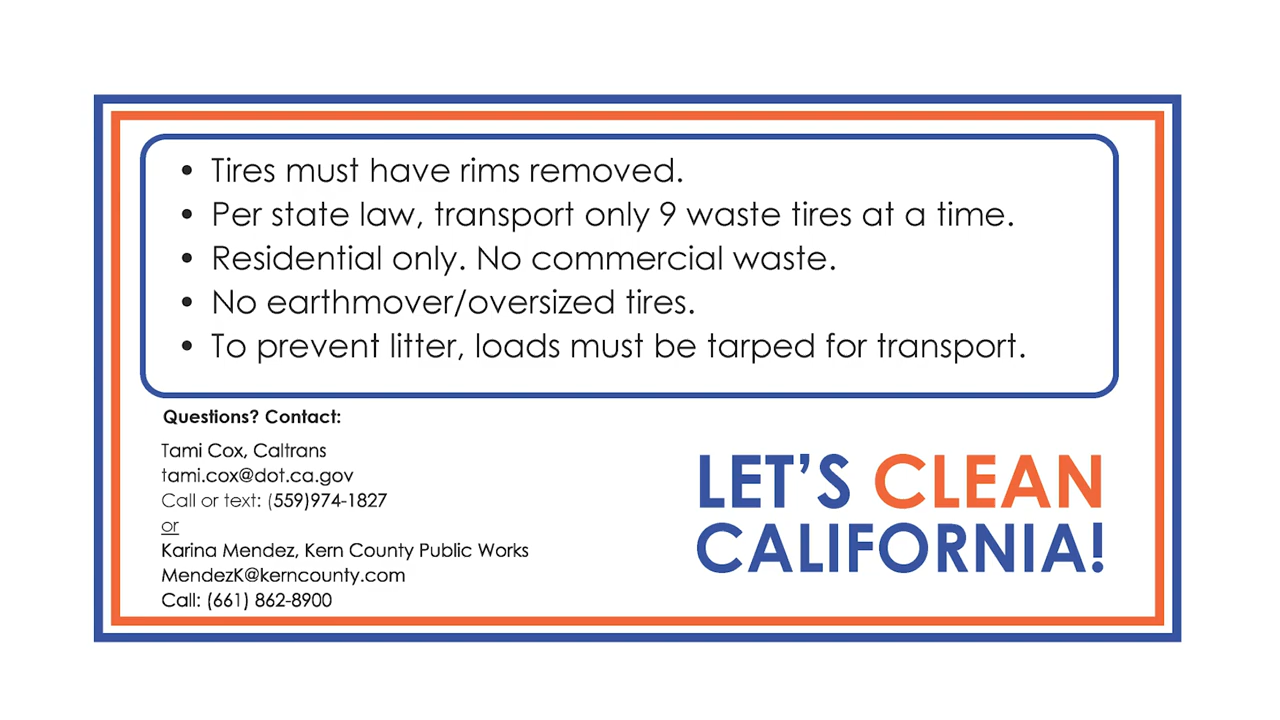 • Tires must have rims removed.
• Per state law, transport only 9 waste tires at a time.
• Residential only. No commercial waste.
• No earthmover/oversized tires.
• To prevent litter, loads must be tarped for transport.
Questions? Contact:
Tami Cox, Caltrans
tami.cox@dot.ca.gov
Call or text: (559)974-1827
or
Karina Mendez, Kern County Public Works
MendezK@kerncounty.com
Call: (661) 862-8900
LET'S CLEAN
CALIFORNIA!